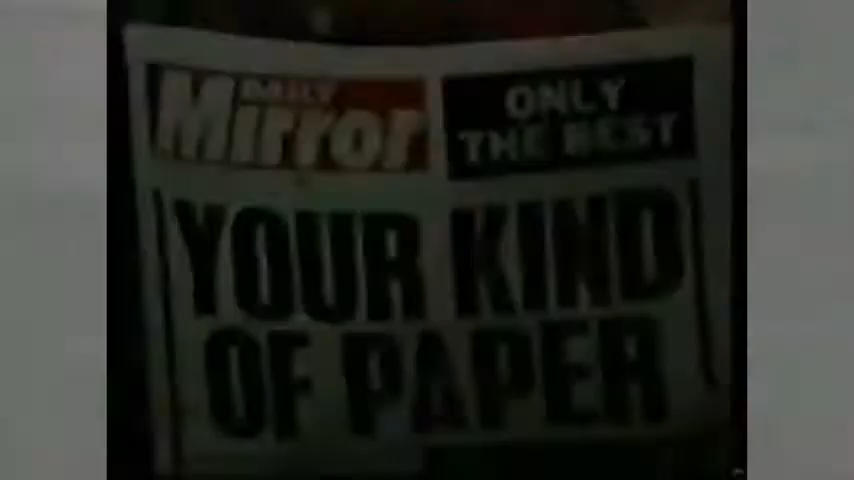 DAILY
Mirror
ONLY
THE BEST
YOUR KIND
OF PAPER